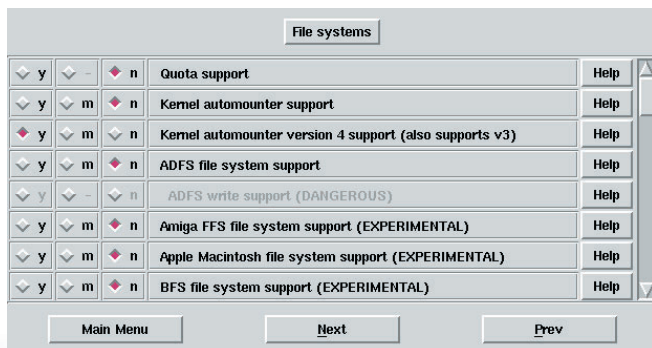 File systems
y - n Quota support Help
y m n Kernel automounter support Help
y m n Kernel automounter version 4 support (also supports v3) Help
y m n ADFS file system support Help
y - n ADFS write support (DANGEROUS) Help
y m n Amiga FFS file system support (EXPERIMENTAL) Help
y m n Apple Macintosh file system support (EXPERIMENTAL) Help
y m n BFS file system support (EXPERIMENTAL) Help
Main Menu Next Prev